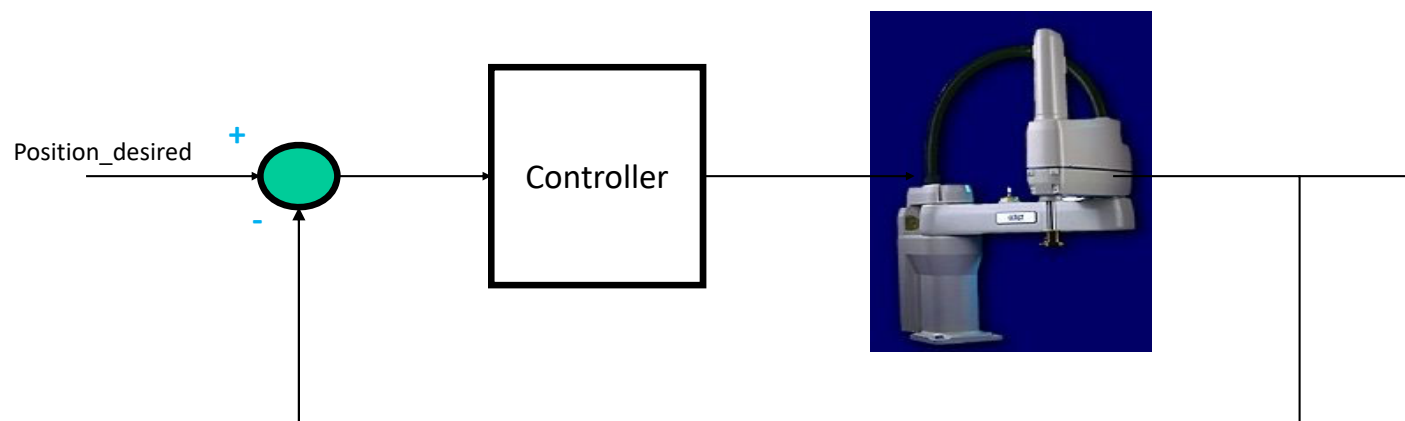 +
Position_desired
Controller
-
adept